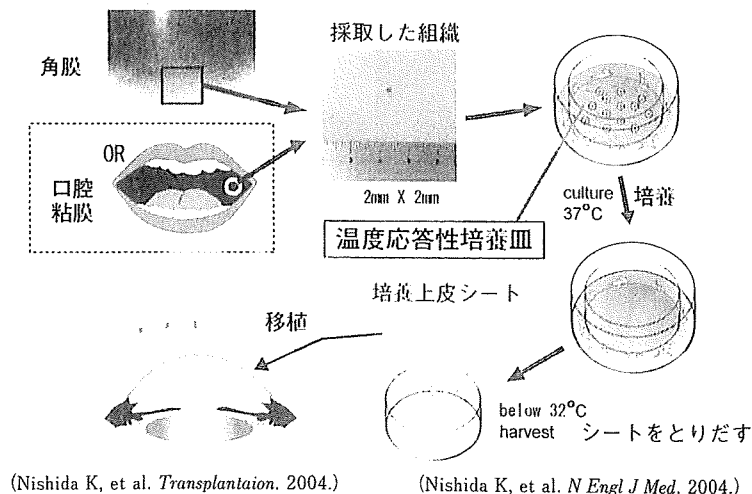 採取した組織
角膜
OR
口腔
粘膜
2mm X 2mm
温度応答性培養皿
culture
37°C
培養
培養上皮シート
移植
below 32°C
harvest シートをとりだす
(Nishida K, et al. Transplantaion. 2004.)
(Nishida K, et al. N Engl J Med. 2004.)